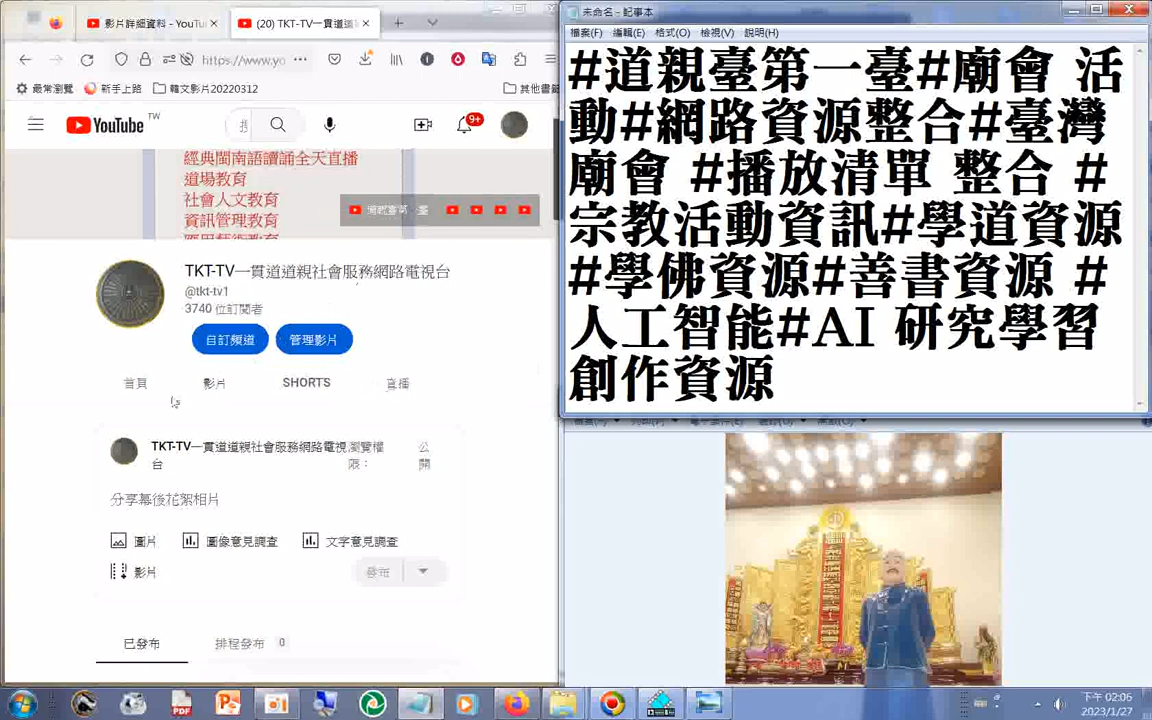 影片詳細資料 - YouTu
(20) TKT-TV一貫道道
https://www.yo
最常瀏覽
新手上路
韓文影片20220312
其他書籤
YouTube TW
9+
經典閩南語讀誦全天直播
道場教育
社會人文教育
資訊管理教育
TKT-TV一貫道道親社會服務網路電視台
@tkt-tv1
3740 位訂閱者
自訂頻道
管理影片
首頁
影片
SHORTS
直播
TKT-TV一貫道道親社會服務網路電視台
瀏覽權限：
公開
分享幕後花絮相片
圖片
圖像意見調查
文字意見調查
影片
發布
已發布
排程發布 0
未命名 - 記事本
檔案(F) 編輯(E) 格式(O) 檢視(V) 說明(H)
#道親臺第一臺#廟會 活
動#網路資源整合#臺灣
廟會 #播放清單 整合 #
宗教活動資訊#學道資源
#學佛資源#善書資源 #
人工智能#AI 研究學習
創作資源
PDF
下午 02:06
2023/1/27